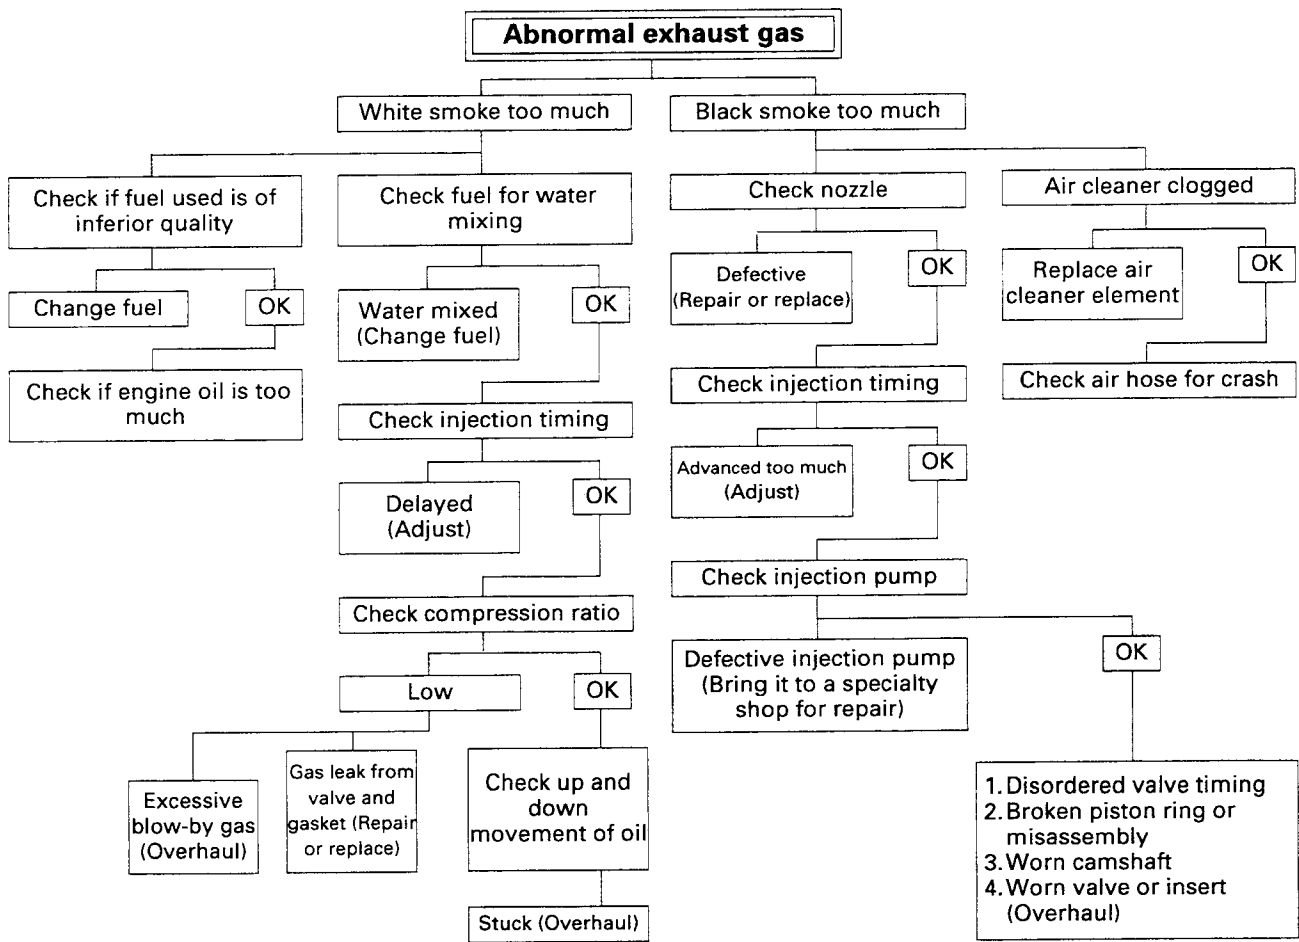 Abnormal exhaust gas
White smoke too much
Black smoke too much
Check if fuel used is of
inferior quality
Check fuel for water
mixing
Check nozzle
Air cleaner clogged
Change fuel
OK
Water mixed
(Change fuel)
OK
Defective
(Repair or replace)
OK
Replace air
cleaner element
OK
Check if engine oil is too
much
Check injection timing
Check injection timing
Check air hose for crash
Delayed
(Adjust)
OK
Advanced too much
(Adjust)
OK
Check compression ratio
Check injection pump
Low
OK
Defective injection pump
(Bring it to a specialty
shop for repair)
OK
Excessive
blow-by gas
(Overhaul)
Gas leak from
valve and
gasket (Repair
or replace)
Check up and
down
movement of oil
1. Disordered valve timing
2. Broken piston ring or
misassembly
3. Worn camshaft
4. Worn valve or insert
(Overhaul)
Stuck (Overhaul)